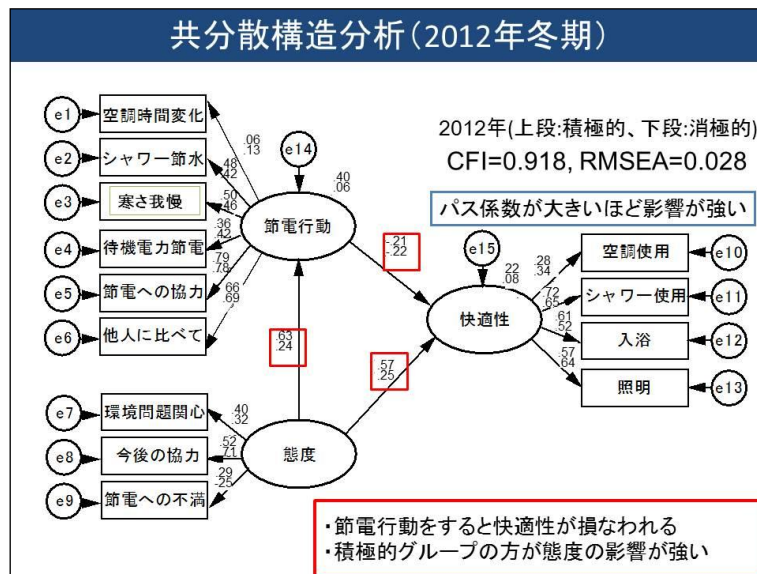 共分散構造分析(2012年冬期)
2012年(上段:積極的、下段:消極的)
CFI=0.918, RMSEA=0.028
パス係数が大きいほど影響が強い
e1
空調時間変化
e2
シャワー節水
e3
寒さ我慢
e4
待機電力節電
e5
節電への協力
e6
他人に比べて
.06
.13
.48
.42
.50
.46
.36
.42
.79
.78
.66
.69
e14
.40
.06
節電行動
-.21
-.22
e15
.22
.08
快適性
.28
.34
.72
.65
.61
.52
.57
.64
空調使用
e10
シャワー使用
e11
入浴
e12
照明
e13
.63
.24
.57
.25
e7
環境問題関心
e8
今後の協力
e9
節電への不満
.40
.32
.52
.71
.29
-.25
態度
・節電行動をすると快適性が損なわれる
・積極的グループの方が態度の影響が強い